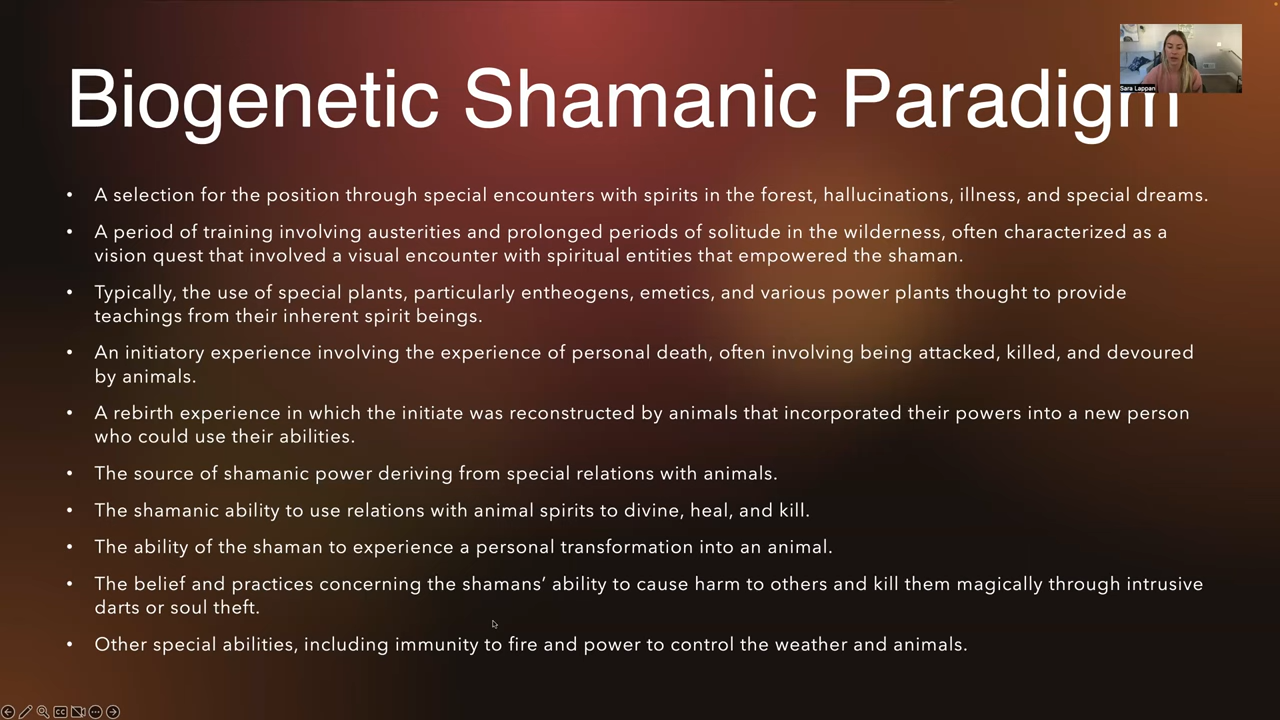 Biogenetic Shamanic Paradigm
Sara Lappan
• A selection for the position through special encounters with spirits in the forest, hallucinations, illness, and special dreams.
• A period of training involving austerities and prolonged periods of solitude in the wilderness, often characterized as a
vision quest that involved a visual encounter with spiritual entities that empowered the shaman.
• Typically, the use of special plants, particularly entheogens, emetics, and various power plants thought to provide
teachings from their inherent spirit beings.
• An initiatory experience involving the experience of personal death, often involving being attacked, killed, and devoured
by animals.
• A rebirth experience in which the initiate was reconstructed by animals that incorporated their powers into a new person
who could use their abilities.
• The source of shamanic power deriving from special relations with animals.
• The shamanic ability to use relations with animal spirits to divine, heal, and kill.
• The ability of the shaman to experience a personal transformation into an animal.
• The belief and practices concerning the shamans’ ability to cause harm to others and kill them magically through intrusive
darts or soul theft.
• Other special abilities, including immunity to fire and power to control the weather and animals.
CC